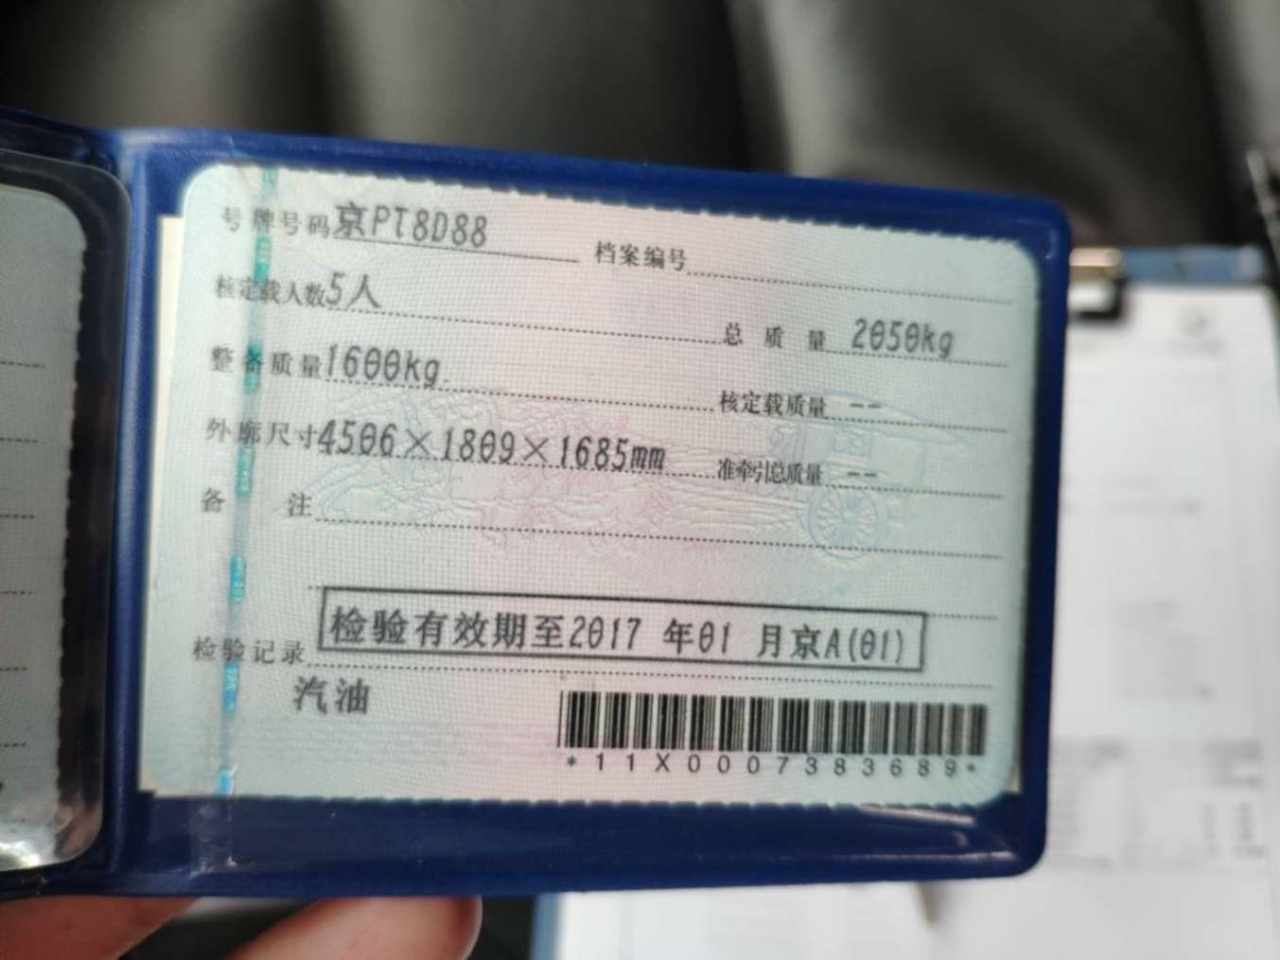 号牌号码京PT8D88 档案编号
核定载人数5人 总质量 2050kg
整备质量1600kg 核定载质量 --
外廓尺寸4506×1809×1685mm 准牵引总质量 --
备 注
检验记录 检验有效期至2017 年01 月京A(01)
汽油
*11X0007383689*